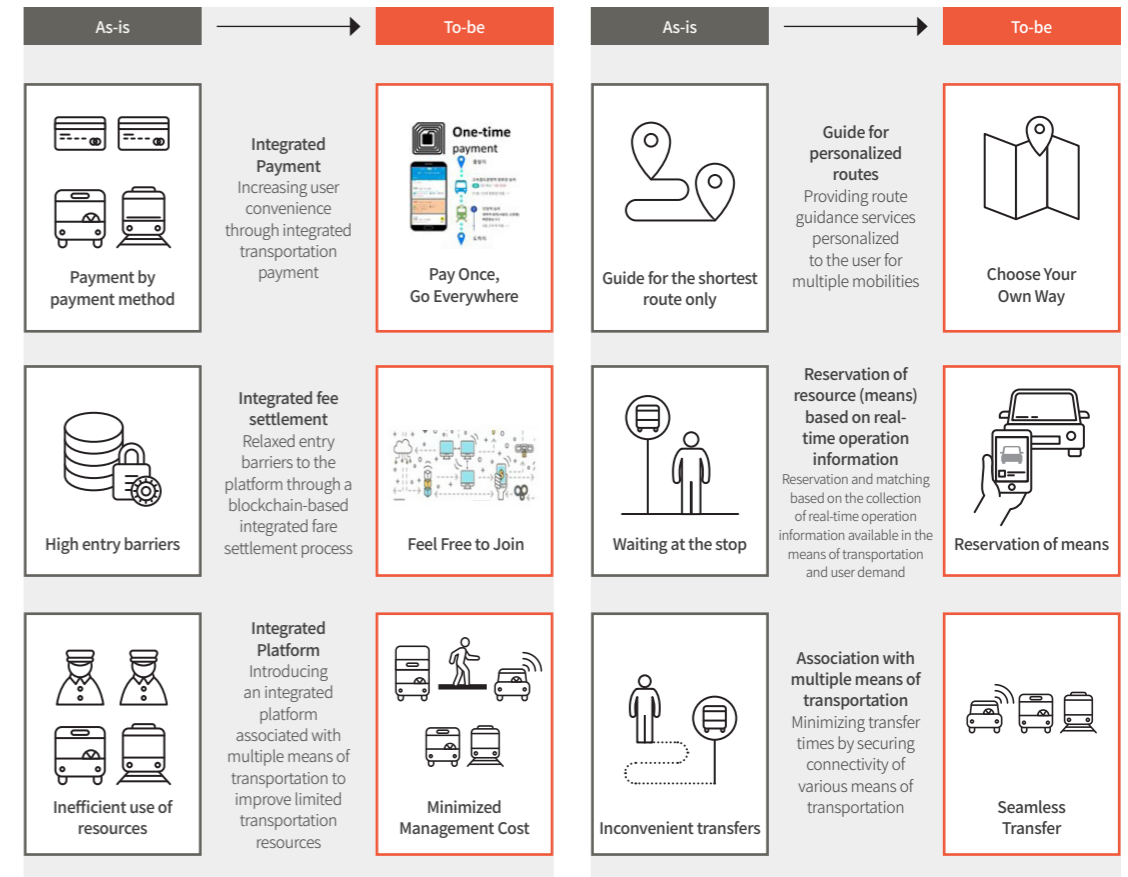 As-is
To-be
Payment by
payment method
Integrated
Payment
Increasing user
convenience
through integrated
transportation
payment
One-time
payment
Pay Once,
Go Everywhere
High entry barriers
Integrated fee
settlement
Relaxed entry
barriers to the
platform through a
blockchain-based
integrated fare
settlement process
Feel Free to Join
Inefficient use of
resources
Integrated
Platform
Introducing
an integrated
platform
associated with
multiple means of
transportation to
improve limited
transportation
resources
Minimized
Management Cost
As-is
To-be
Guide for the shortest
route only
Guide for
personalized
routes
Providing route
guidance services
personalized
to the user for
multiple mobilities
Choose Your
Own Way
Waiting at the stop
Reservation of
resource (means)
based on real-
time operation
information
Reservation and matching
based on the collection
of real-time operation
information available in the
means of transportation
and user demand
Reservation of means
Inconvenient transfers
Association with
multiple means of
transportation
Minimizing transfer
times by securing
connectivity of
various means of
transportation
Seamless
Transfer